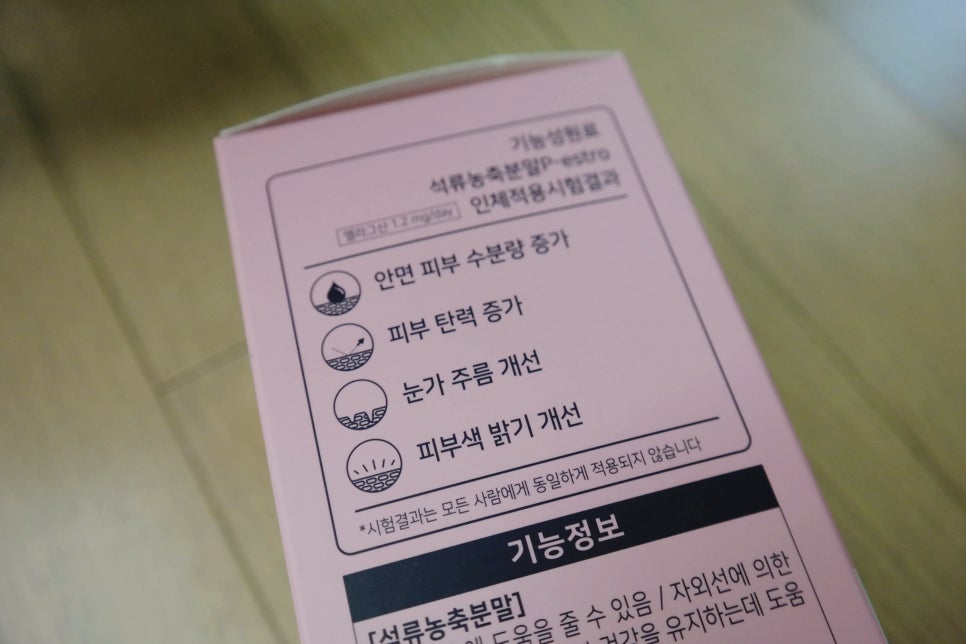 기능성원료
석류농축분말P-estro
인체적용시험결과
엘라그산 1.2 mg/day
안면 피부 수분량 증가
피부 탄력 증가
눈가 주름 개선
피부색 밝기 개선
*시험결과는 모든 사람에게 동일하게 적용되지 않습니다
기능정보
[석류농축분말]
에 도움을 줄 수 있음 / 자외선에 의한
건강을 유지하는데 도움